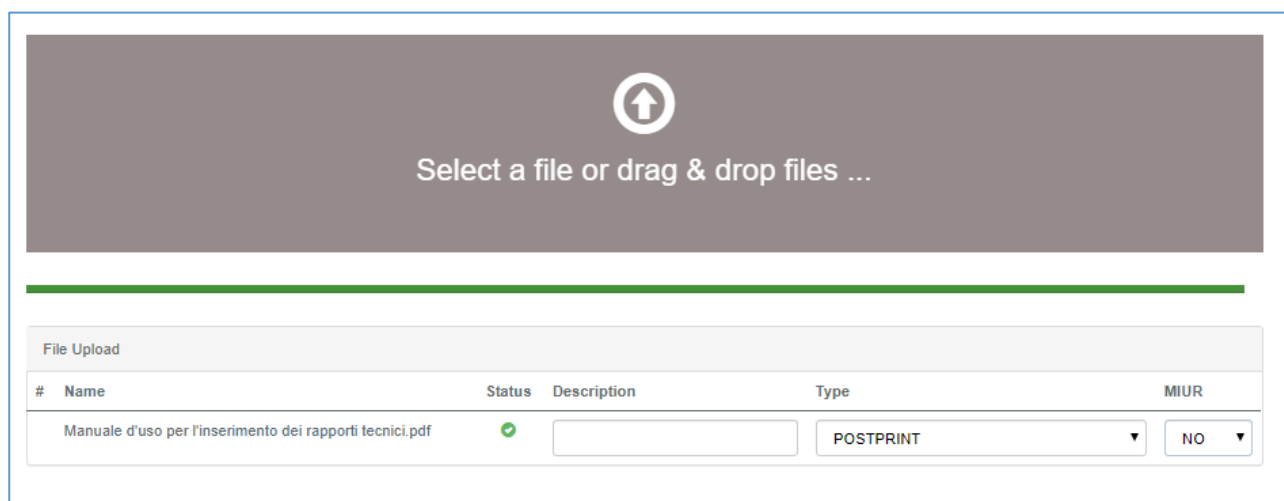 Select a file or drag & drop files ...
File Upload
# Name Status Description Type MIUR
Manuale d'uso per l'inserimento dei rapporti tecnici.pdf POSTPRINT NO